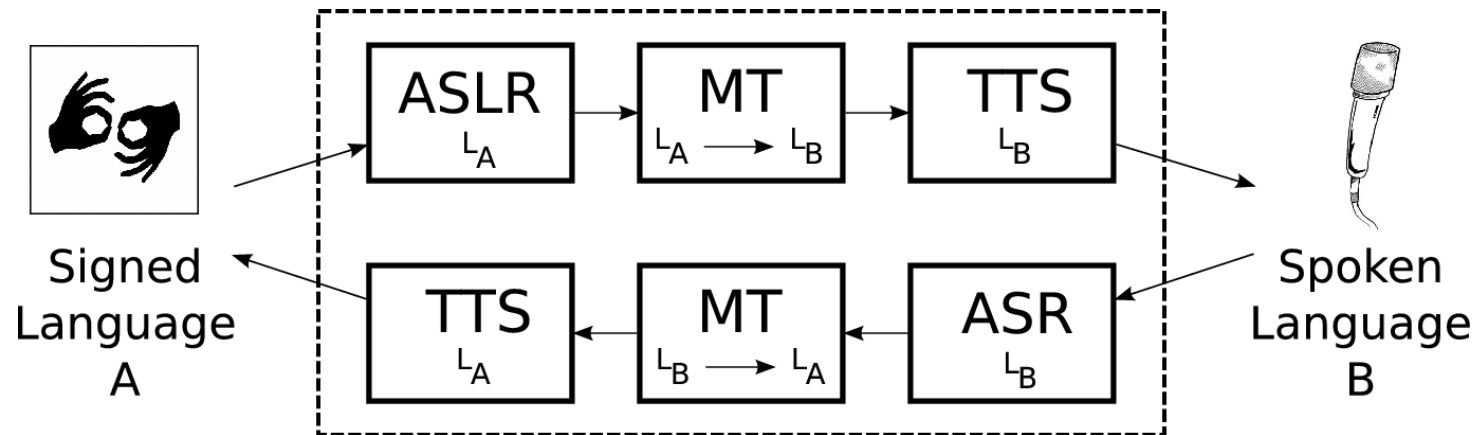 ASLR
LA
MT
LA → LB
TTS
LB
Signed
Language
A
Spoken
Language
B
TTS
LA
MT
LB → LA
ASR
LB